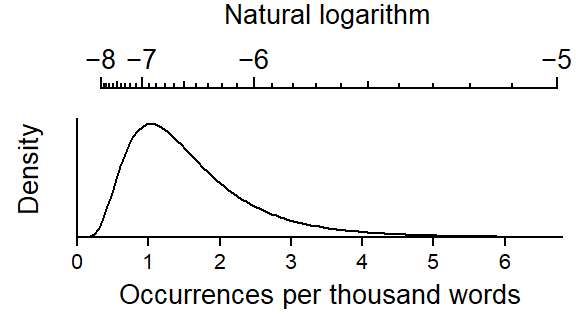 Natural logarithm
−8 −7 −6 −5
Density
0 1 2 3 4 5 6
Occurrences per thousand words